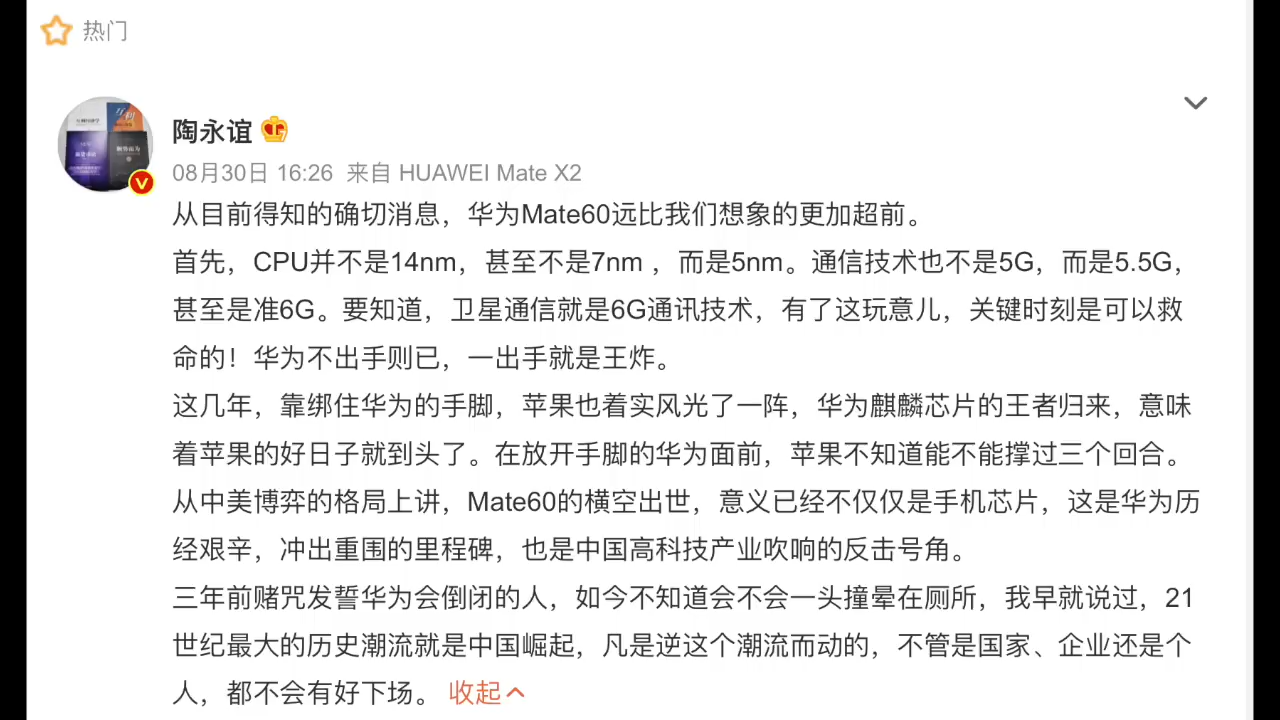 热门
陶永谊
08月30日 16:26 来自 HUAWEI Mate X2
从目前得知的确切消息，华为Mate60远比我们想象的更加超前。
首先，CPU并不是14nm，甚至不是7nm ，而是5nm。通信技术也不是5G，而是5.5G，
甚至是准6G。要知道，卫星通信就是6G通讯技术，有了这玩意儿，关键时刻是可以救
命的！华为不出手则已，一出手就是王炸。
这几年，靠绑住华为的手脚，苹果也着实风光了一阵，华为麒麟芯片的王者归来，意味
着苹果的好日子就到头了。在放开手脚的华为面前，苹果不知道能不能撑过三个回合。
从中美博弈的格局上讲，Mate60的横空出世，意义已经不仅仅是手机芯片，这是华为历
经艰辛，冲出重围的里程碑，也是中国高科技产业吹响的反击号角。
三年前赌咒发誓华为会倒闭的人，如今不知道会不会一头撞晕在厕所，我早就说过，21
世纪最大的历史潮流就是中国崛起，凡是逆这个潮流而动的，不管是国家、企业还是个
人，都不会有好下场。 收起